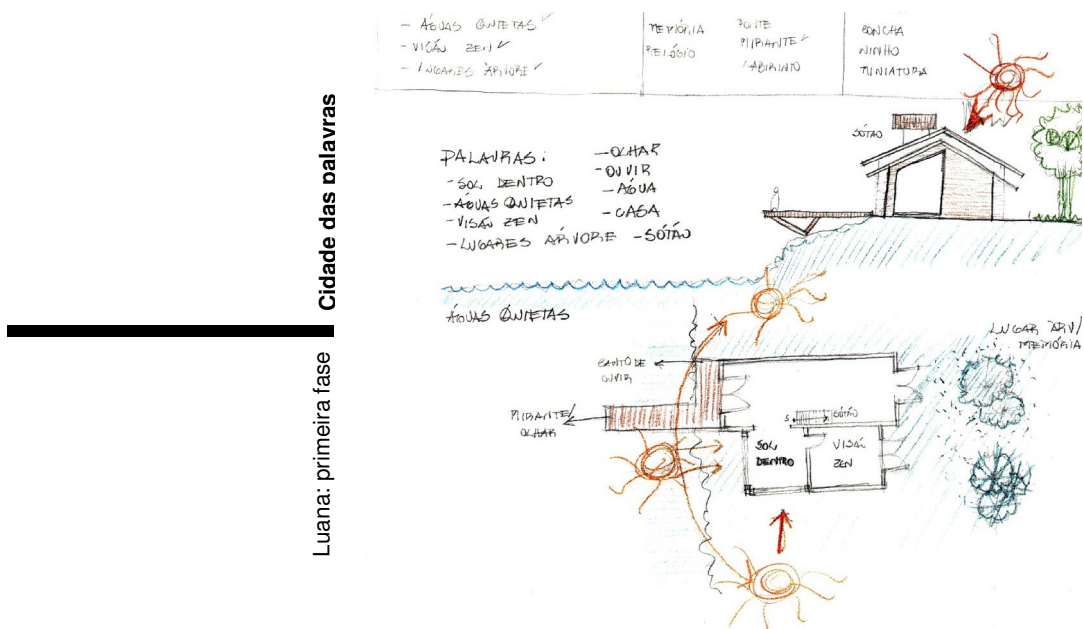 Cidade das palavras
Luana: primeira fase
- ÁGUAS QUIETAS
- VISÃO ZEN
- LUGARES ÁRVORE
MEMÓRIA
RELÓGIO
PONTE
MIRANTE
LABIRINTO
CONCHA
NINHO
MINIATURA
SÓTÃO
PALAVRAS:
- SOL DENTRO
- ÁGUAS QUIETAS
- VISÃO ZEN
- LUGARES ÁRVORE
- OLHAR
- OUVIR
- ÁGUA
- CASA
- SÓTÃO
ÁGUAS QUIETAS
LUGAR ÁRV/
MEMÓRIA
CANTO DE
OUVIR
MIRANTE/
OLHAR
S
SÓTÃO
SOL
DENTRO
VISÃO
ZEN